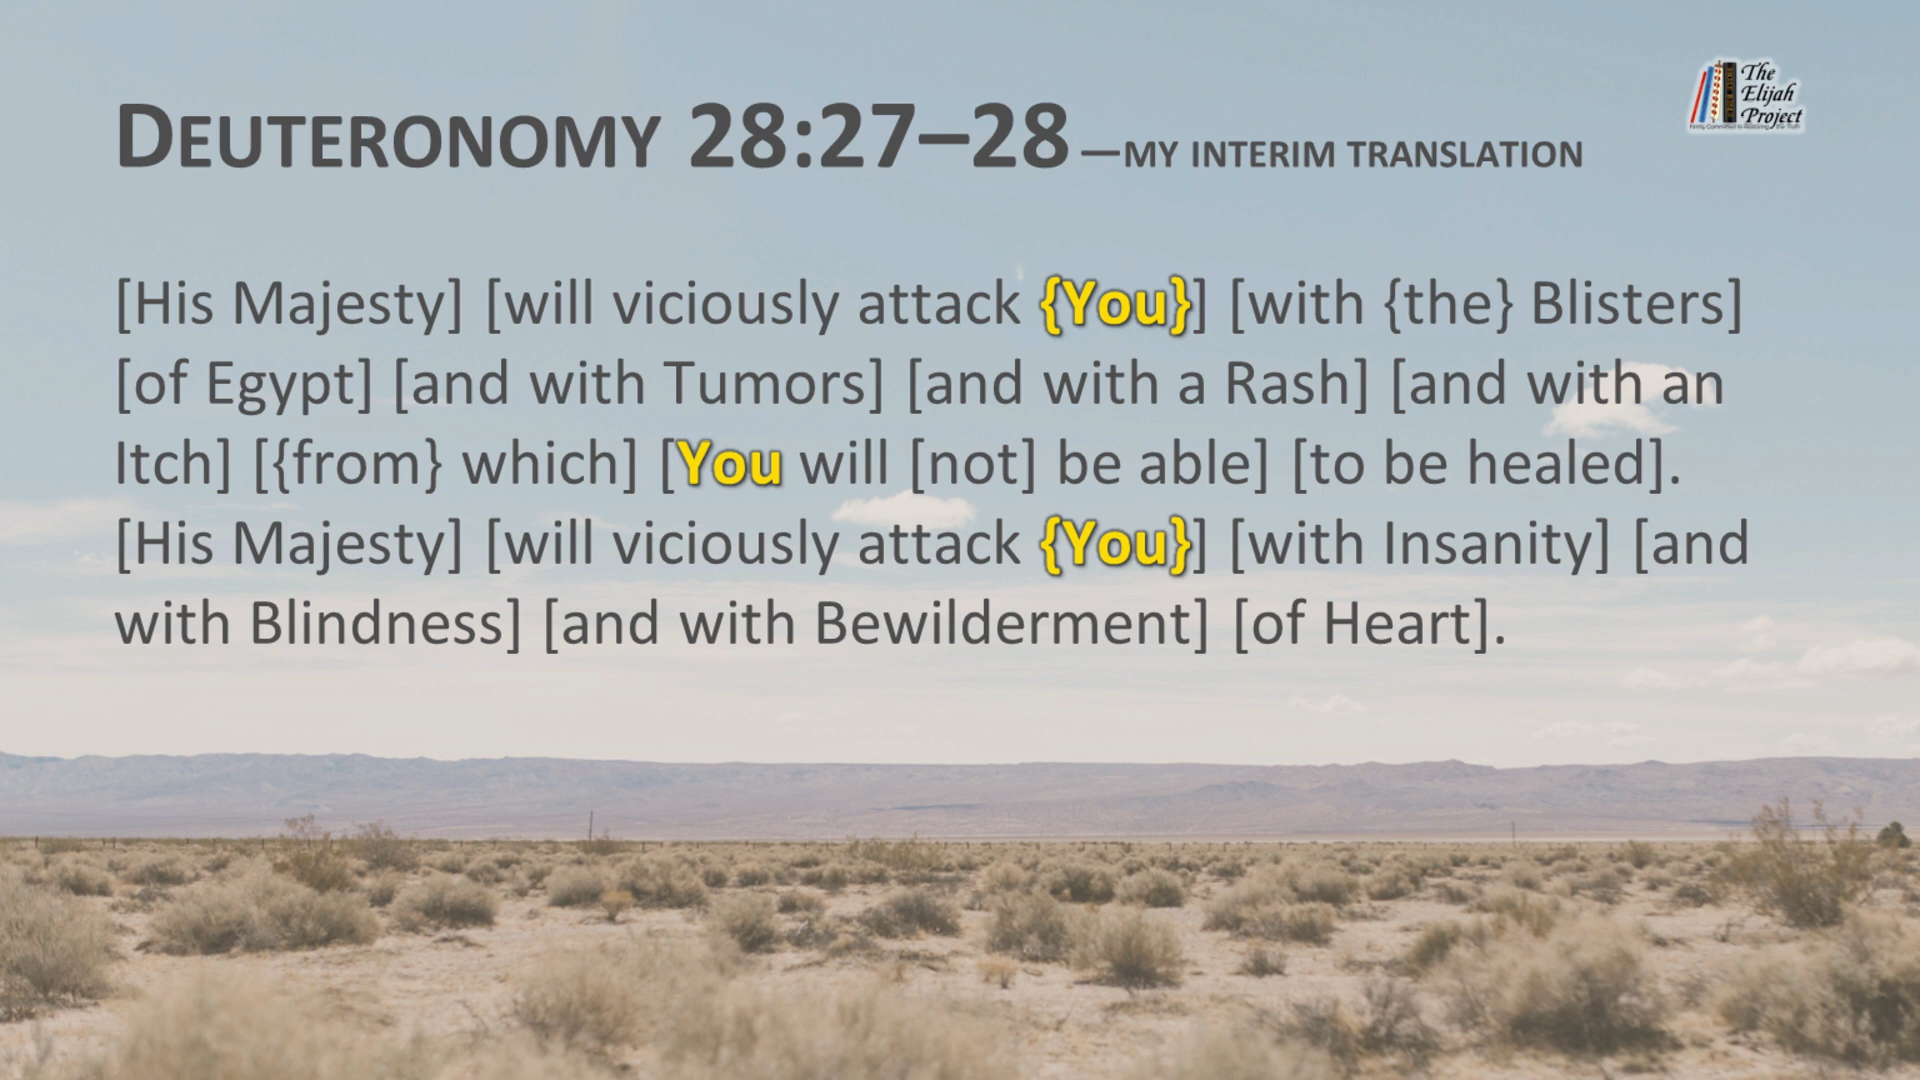 DEUTERONOMY 28:27–28 —MY INTERIM TRANSLATION
The
Elijah
Project
[His Majesty] [will viciously attack {You}] [with {the} Blisters]
[of Egypt] [and with Tumors] [and with a Rash] [and with an
Itch] [{from} which] [You will [not] be able] [to be healed].
[His Majesty] [will viciously attack {You}] [with Insanity] [and
with Blindness] [and with Bewilderment] [of Heart].